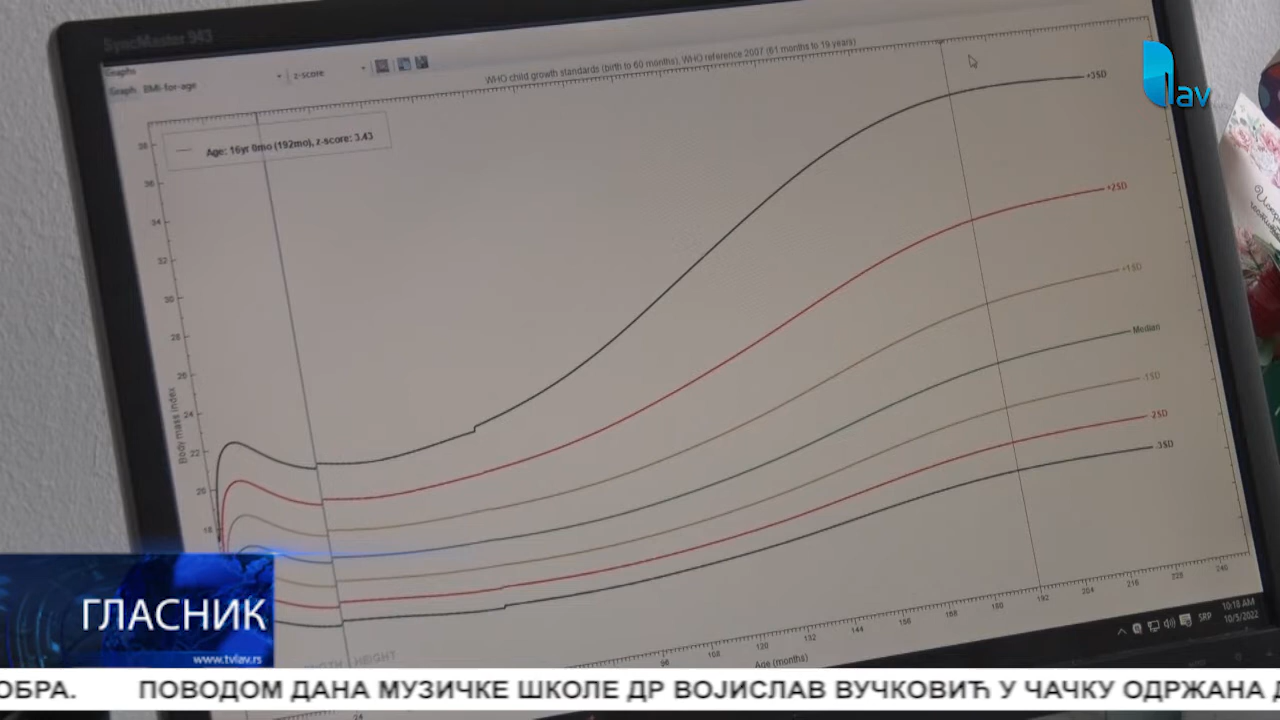 SyncMaster 943
Graphs
Graph BMI-for-age z-score
WHO child growth standards (birth to 60 months), WHO reference 2007 (61 months to 19 years)
lav
Age: 16yr 0mo (192mo), z-score: 3.43
38
36
34
32
30
28
26
24
22
20
18
Body mass index
+3SD
+2SD
+1SD
Median
-1SD
-2SD
-3SD
HEIGHT
24
96
108
120
132
144
156
168
180
192
204
216
228
240
Age (months)
SRP
10:18 AM
10/5/2022
ГЛАСНИК
www.tvlav.rs
ОБРА. ПОВОДОМ ДАНА МУЗИЧКЕ ШКОЛЕ ДР ВОЈИСЛАВ ВУЧКОВИЋ У ЧАЧКУ ОДРЖАНА